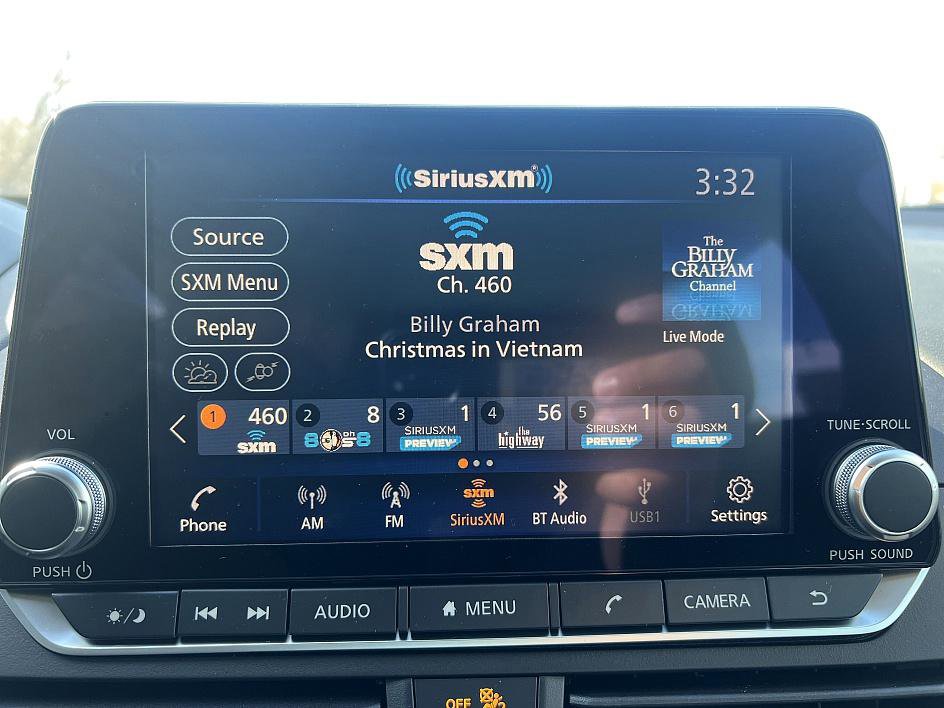 SiriusXM
3:32
Source
SXM Menu
Replay
sxm
Ch. 460
Billy Graham
Christmas in Vietnam
The
BILLY
GRAHAM
Channel
Live Mode
1 460
sxm
2 8
80s on 8
3 1
SIRIUSXM
PREVIEW
4 56
the
highway
5 1
SIRIUSXM
PREVIEW
6 1
SIRIUSXM
PREVIEW
VOL
TUNE·SCROLL
Phone
AM
FM
sxm
SiriusXM
BT Audio
USB1
Settings
PUSH
PUSH SOUND
AUDIO
MENU
CAMERA
OFF